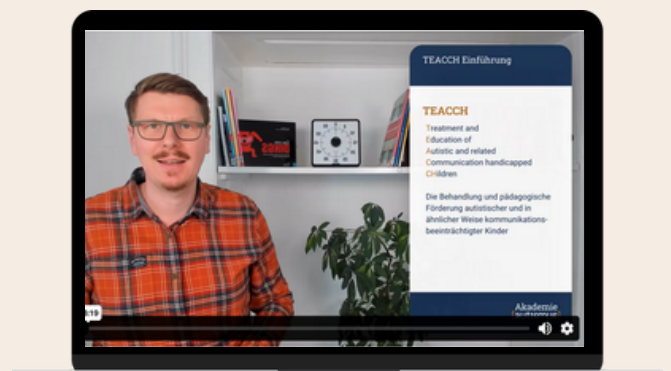 TEACCH Einführung
TEACCH
Treatment and
Education of
Autistic and related
Communication handicapped
CHildren
Die Behandlung und pädagogische
Förderung autistischer und in
ähnlicher Weise kommunikations-
beeinträchtigter Kinder
Akademie
:19